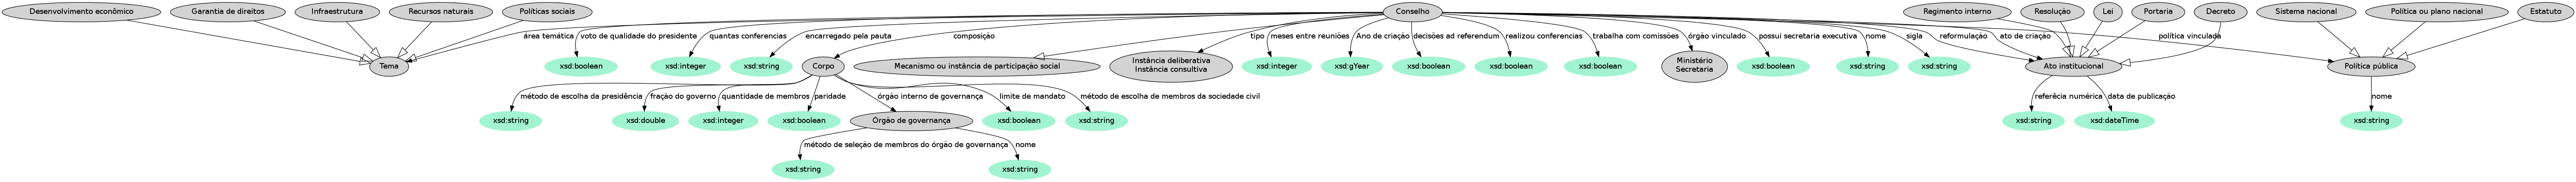 Desenvolvimento econômico
Garantia de direitos
Infraestrutura
Recursos naturais
Políticas sociais
Conselho
Regimento interno
Resolução
Lei
Portaria
Decreto
Sistema nacional
Política ou plano nacional
Estatuto
área temática
voto de qualidade do presidente
quantas conferencias
encarregado pela pauta
composição
tipo
meses entre reuniões
Ano de criação
decisões ad referendum
realizou conferencias
trabalha com comissões
órgão vinculado
possui secretaria executiva
nome
sigla
reformulação
ato de criação
política vinculada
Tema
xsd:boolean
xsd:integer
xsd:string
Corpo
Mecanismo ou instância de participação social
Instância deliberativa
Instância consultiva
xsd:integer
xsd:gYear
xsd:boolean
xsd:boolean
xsd:boolean
Ministério
Secretaria
xsd:boolean
xsd:string
xsd:string
Ato institucional
Política pública
método de escolha da presidência
fração do governo
quantidade de membros
paridade
órgão interno de governança
limite de mandato
método de escolha de membros da sociedade civil
referêcia numérica
data de publicação
nome
xsd:string
xsd:double
xsd:integer
xsd:boolean
Órgão de governança
xsd:boolean
xsd:string
xsd:string
xsd:dateTime
xsd:string
método de seleção de membros do órgão de governança
nome
xsd:string
xsd:string